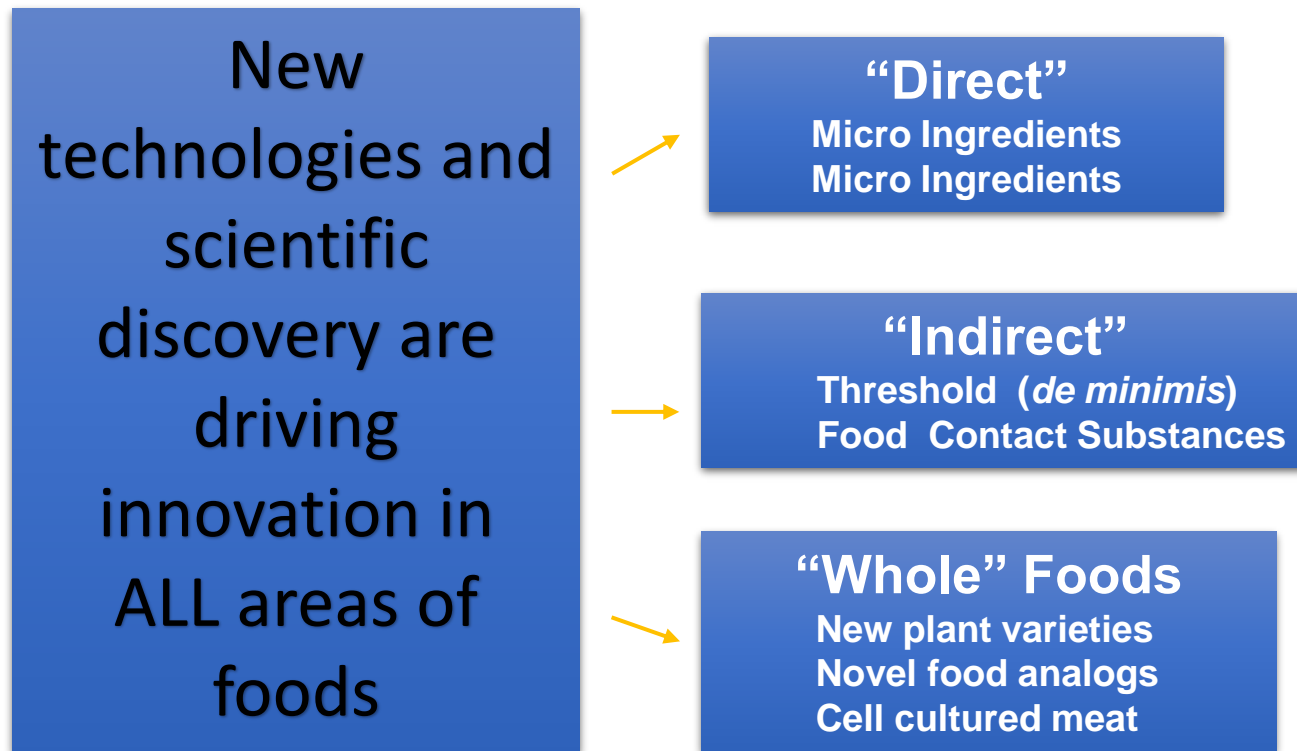 New
technologies and
scientific
discovery are
driving
innovation in
ALL areas of
foods
“Direct”
Micro Ingredients
Micro Ingredients
“Indirect”
Threshold (de minimis)
Food Contact Substances
“Whole” Foods
New plant varieties
Novel food analogs
Cell cultured meat